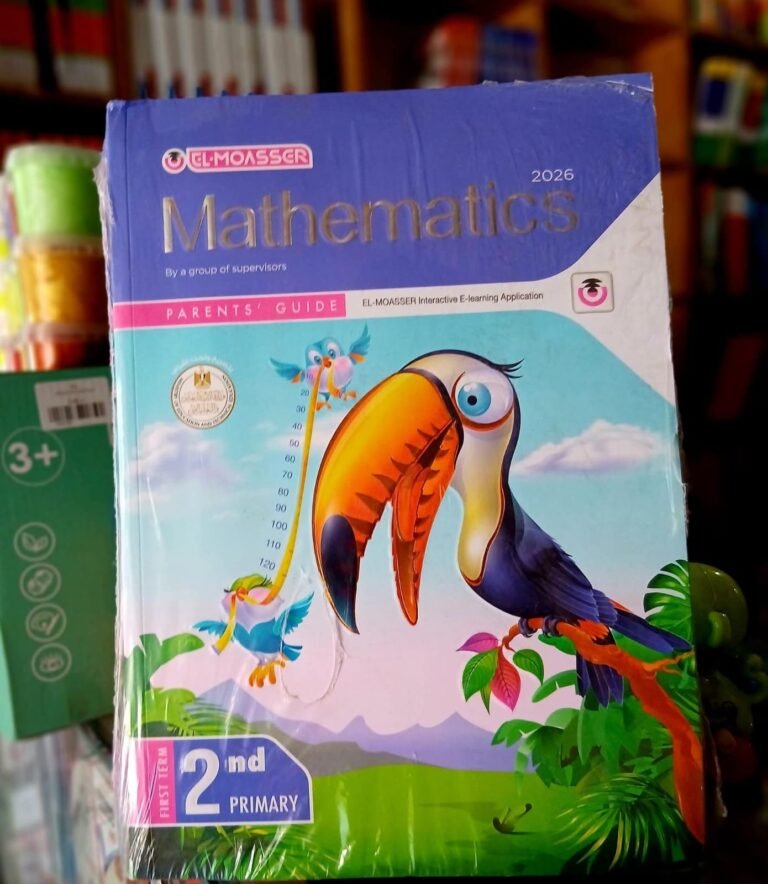 EL-MOASSER
2026
Mathematics
By a group of supervisors
PARENTS' GUIDE
EL-MOASSER Interactive E-learning Application
20
30
40
50
60
70
80
90
100
110
120
3+
FIRST TERM
2nd
PRIMARY